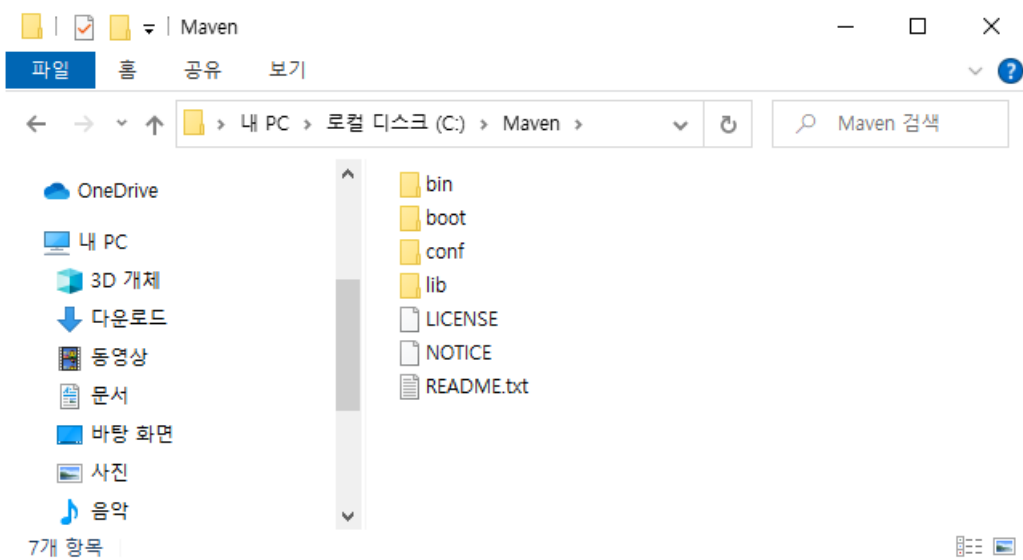 Maven
파일 홈 공유 보기
내 PC 로컬 디스크 (C:) Maven Maven 검색
OneDrive
내 PC
3D 개체
다운로드
동영상
문서
바탕 화면
사진
음악
bin
boot
conf
lib
LICENSE
NOTICE
README.txt
7개 항목